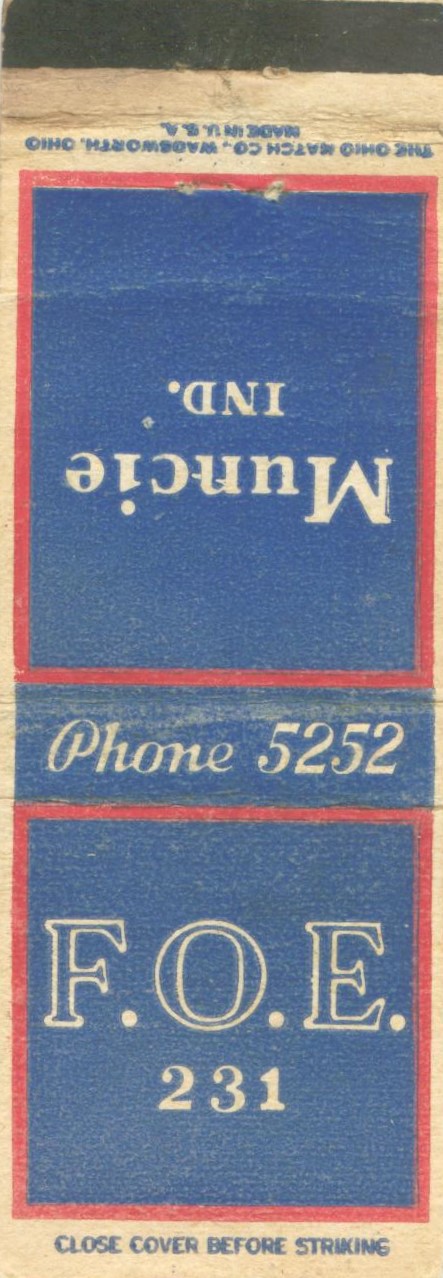 THE OHIO MATCH CO., WADSWORTH, OHIO
MADE IN U.S.A.
Muncie
IND.
Phone 5252
F.O.E.
231
CLOSE COVER BEFORE STRIKING